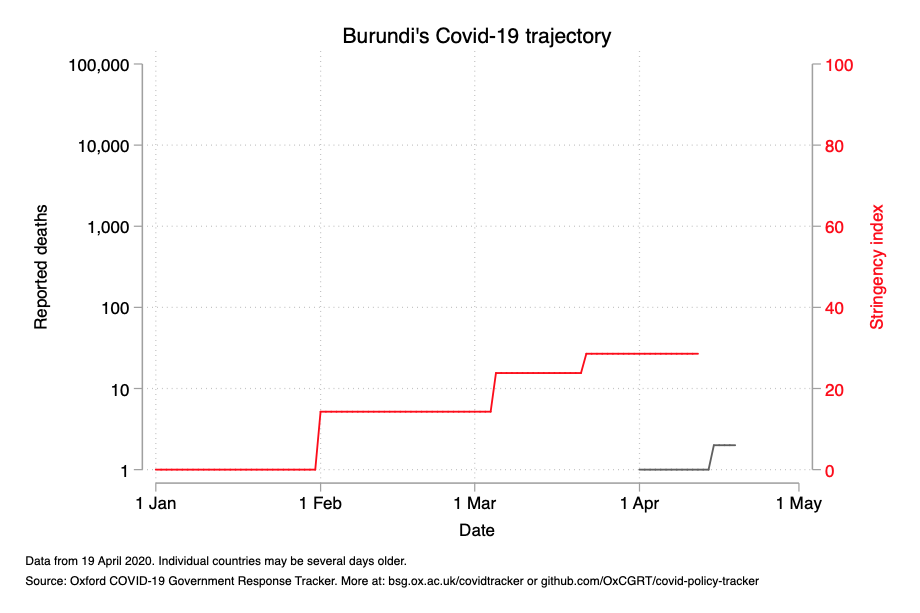 Burundi's Covid-19 trajectory
100,000
10,000
1,000
100
10
1
Reported deaths
100
80
60
40
20
0
Stringency index
1 Jan 1 Feb 1 Mar 1 Apr 1 May
Date
Data from 19 April 2020. Individual countries may be several days older.
Source: Oxford COVID-19 Government Response Tracker. More at: bsg.ox.ac.uk/covidtracker or github.com/OxCGRT/covid-policy-tracker